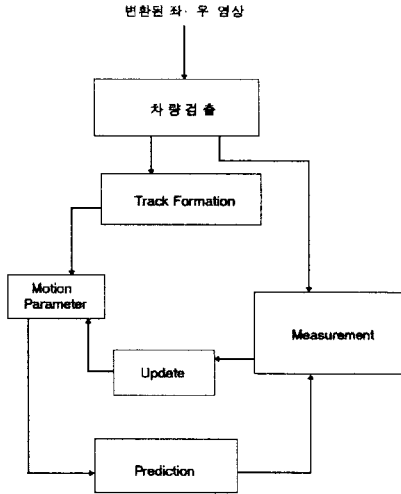 변환된 좌· 우 영상
차 량 검 출
Track Formation
Motion
Parameter
Measurement
Update
Prediction